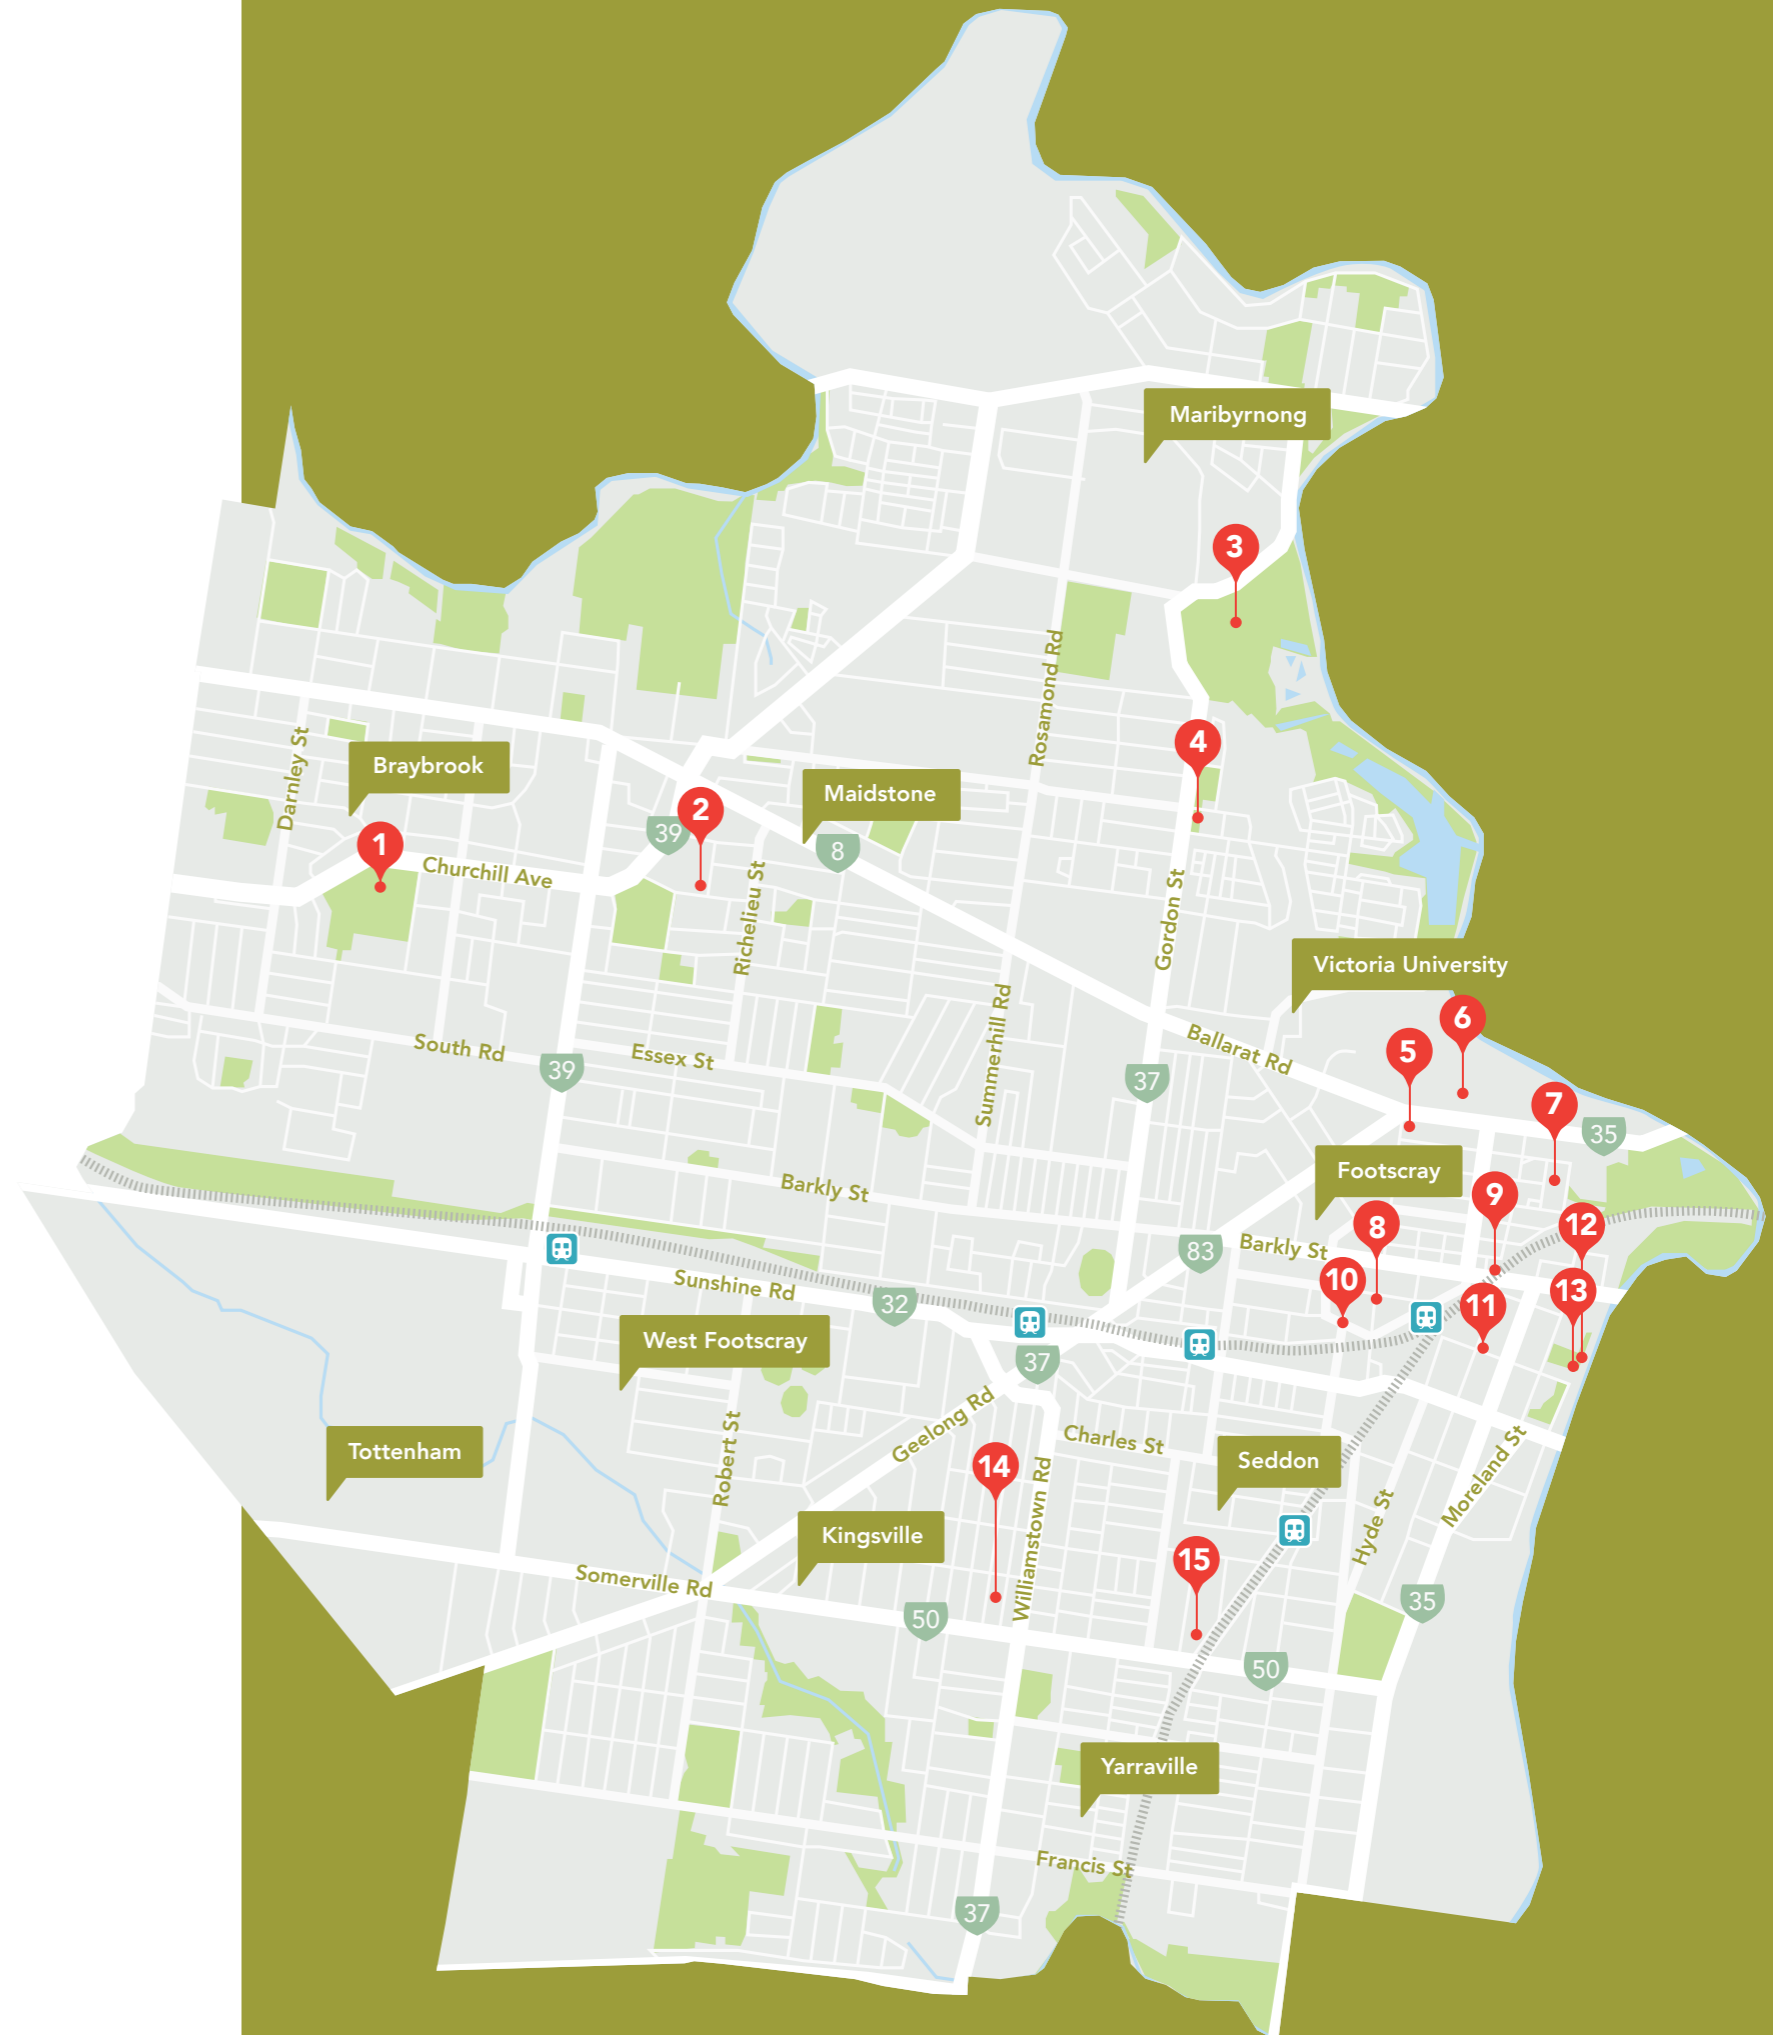 Maribyrnong
3
Rosamond Rd
Darnley St
4
Braybrook
Maidstone
2
39
1
8
Churchill Ave
Richelieu St
Gordon St
Victoria University
6
Summerhill Rd
South Rd
Essex St
Ballarat Rd
5
39
37
7
35
Footscray
Barkly St
9
8
12
Barkly St
83
Sunshine Rd
10
13
32
11
West Footscray
37
Geelong Rd
Charles St
Tottenham
Robert St
14
Seddon
Moreland St
Williamstown Rd
Hyde St
Kingsville
15
Somerville Rd
50
35
50
Yarraville
Francis St
37